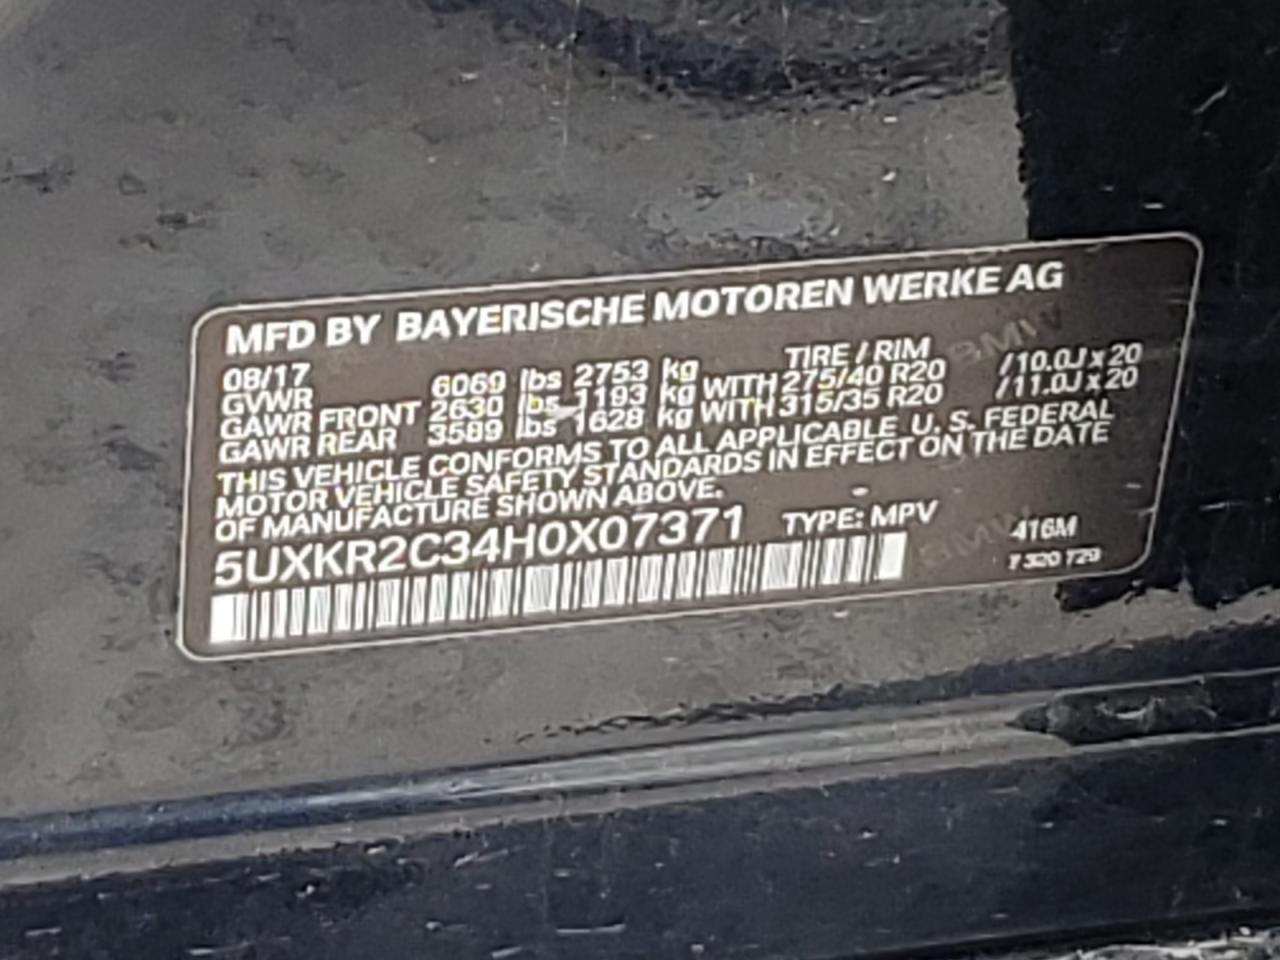 MFD BY BAYERISCHE MOTOREN WERKE AG
08/17 TIRE / RIM
GVWR 6069 lbs 2753 kg
GAWR FRONT 2630 lbs 1193 kg WITH 275/40 R20 /10.0J x 20
GAWR REAR 3589 lbs 1628 kg WITH 315/35 R20 /11.0J x 20
THIS VEHICLE CONFORMS TO ALL APPLICABLE U. S. FEDERAL
MOTOR VEHICLE SAFETY STANDARDS IN EFFECT ON THE DATE
OF MANUFACTURE SHOWN ABOVE.
5UXKR2C34H0X07371 TYPE: MPV 416M
7 320 729